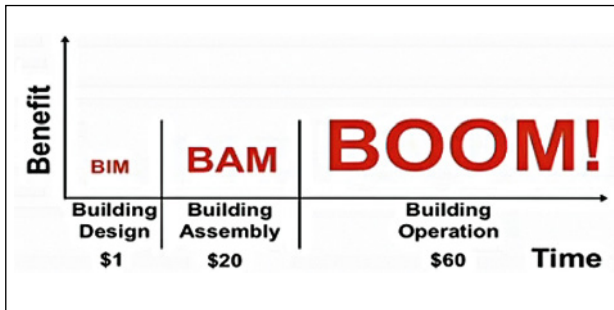 Benefit
BIM
BAM
BOOM!
Building Design
Building Assembly
Building Operation
$1
$20
$60
Time